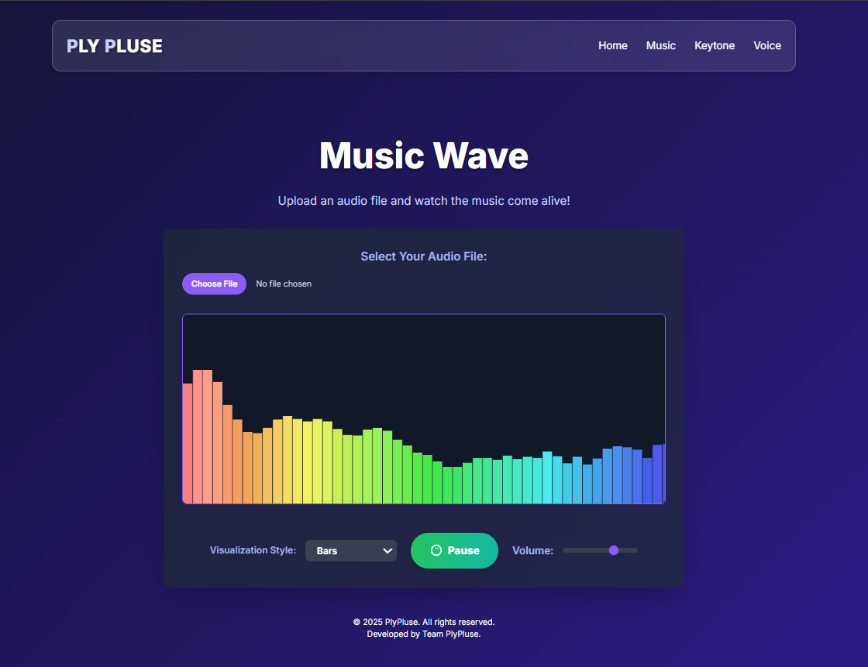 PLY PLUSE
Home Music Keytone Voice
Music Wave
Upload an audio file and watch the music come alive!
Select Your Audio File:
Choose File No file chosen
Visualization Style: Bars Pause Volume:
© 2025 PlyPluse. All rights reserved.
Developed by Team PlyPluse.